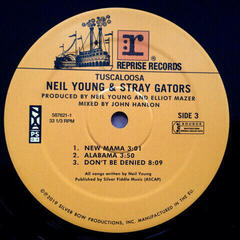 REPRISE RECORDS
TUSCALOOSA
NEIL YOUNG & STRAY GATORS
PRODUCED BY NEIL YOUNG AND ELLIOT MAZER
MIXED BY JOHN HANLON
587621-1
33 1/3 RPM
SIDE 3
1. NEW MAMA 3:01
2. ALABAMA 3:50
3. DON'T BE DENIED 8:09
All songs written by Neil Young
Published by Silver Fiddle Music (ASCAP)
©℗2019 SILVER BOW PRODUCTIONS, INC. MANUFACTURED IN THE EU.